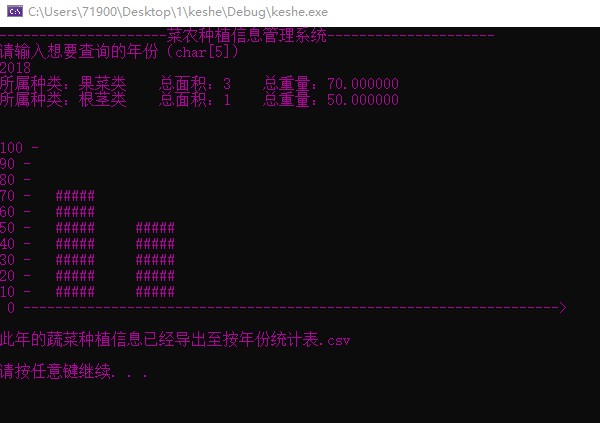 C:\Users\71900\Desktop\1\keshe\Debug\keshe.exe
---------------------菜农种植信息管理系统---------------------
请输入想要查询的年份（char[5]）
2018
所属种类：果菜类    总面积：3    总重量：70.000000
所属种类：根茎类    总面积：1    总重量：50.000000
100 -
90 -
80 -
70 -   #####
60 -   #####
50 -   #####     #####
40 -   #####     #####
30 -   #####     #####
20 -   #####     #####
10 -   #####     #####
0 ------------------------------------------------------------------->
此年的蔬菜种植信息已经导出至按年份统计表.csv
请按任意键继续. . .